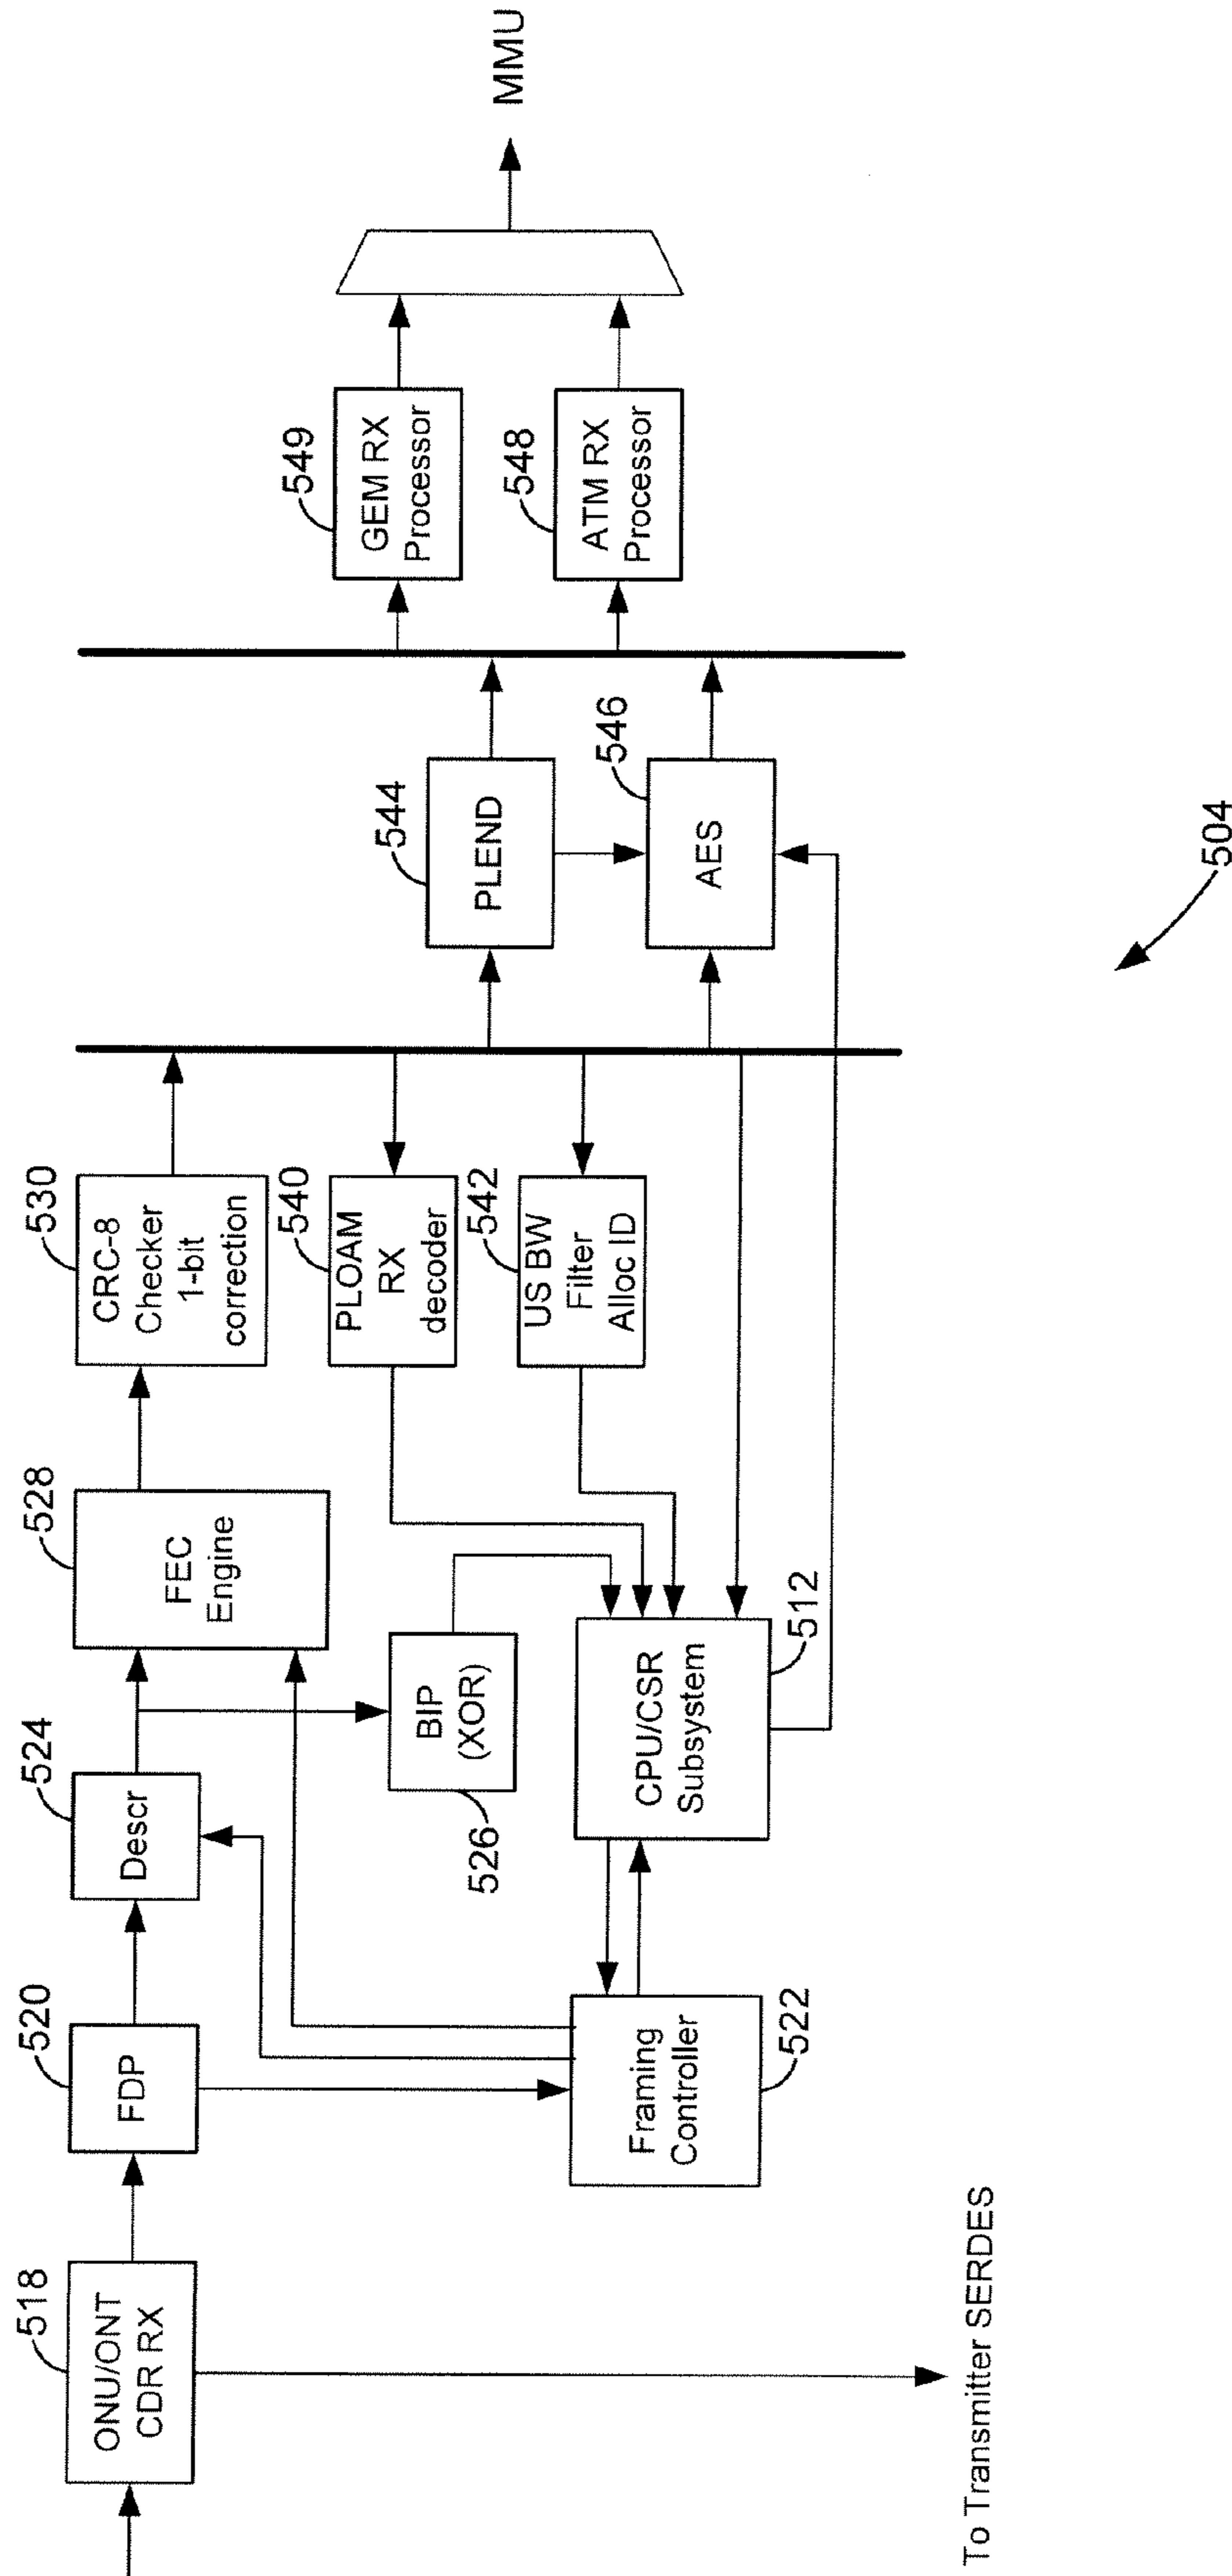 518
ONU/ONT
CDR RX
To Transmitter SERDES
520
FDP
522
Framing
Controller
524
Descr
526
BIP
(XOR)
512
CPU/CSR
Subsystem
528
FEC
Engine
530
CRC-8
Checker
1-bit
correction
540
PLOAM
RX
decoder
542
US BW
Filter
Alloc ID
544
PLEND
546
AES
549
GEM RX
Processor
548
ATM RX
Processor
MMU
504